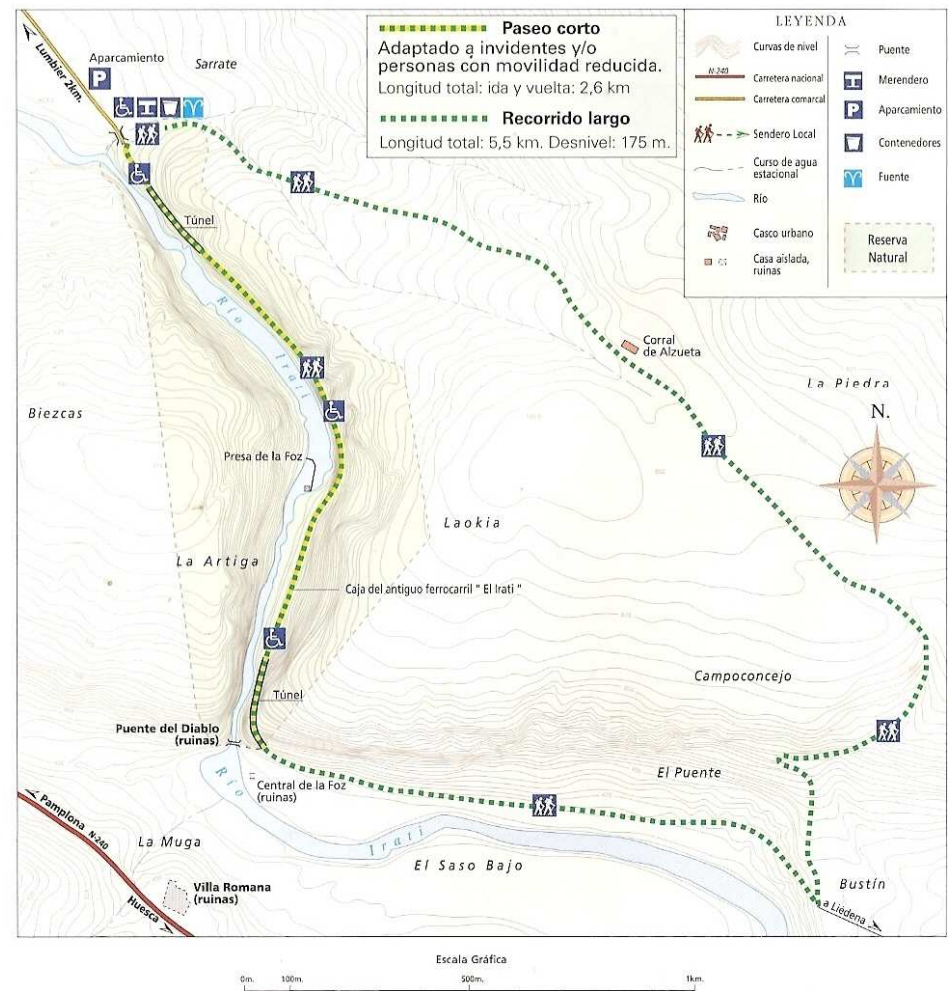 Paseo corto
Adaptado a invidentes y/o
personas con movilidad reducida.
Longitud total: ida y vuelta: 2,6 km
Recorrido largo
Longitud total: 5,5 km. Desnivel: 175 m.
LEYENDA
Curvas de nivel
N-240
Carretera nacional
Carretera comarcal
Sendero Local
Curso de agua
estacional
Río
Casco urbano
Casa aislada,
ruinas
Puente
Merendero
P
Aparcamiento
Contenedores
Fuente
Reserva
Natural
Lumbier 2km.
Aparcamiento
P
Sarrate
Túnel
Río Irati
Corral
de Alzueta
La Piedra
Biezcas
N.
Presa de la Foz
Laokia
La Artiga
Caja del antiguo ferrocarril " El Irati "
Campoconcejo
Túnel
Puente del Diablo
(ruinas)
El Puente
Central de la Foz
(ruinas)
Río Irati
Pamplona N-240
La Muga
El Saso Bajo
Huesca
Villa Romana
(ruinas)
Bustín
a Liédena
Escala Gráfica
0m. 100m. 500m. 1km.